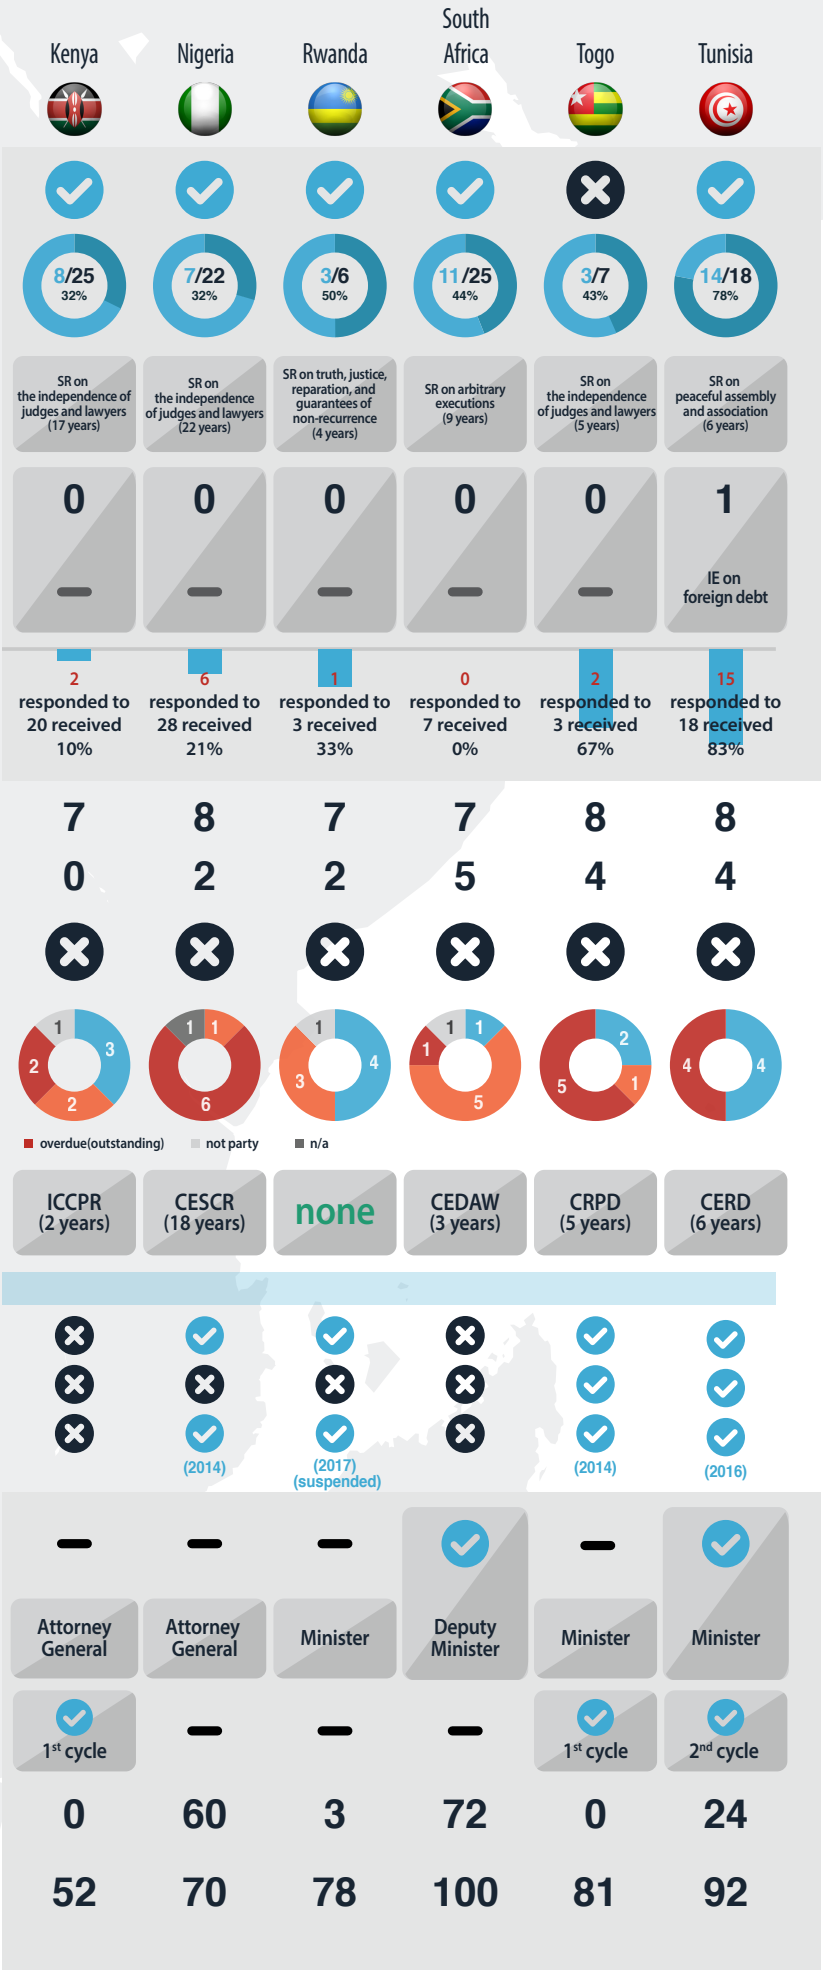 South
Kenya Nigeria Rwanda Africa Togo Tunisia
8/25 7/22 3/6 11/25 3/7 14/18
32% 32% 50% 44% 43% 78%
SR on
the independence of
judges and lawyers
(17 years)
SR on
the independence
of judges and lawyers
(22 years)
SR on truth, justice,
reparation, and
guarantees of
non-recurrence
(4 years)
SR on arbitrary
executions
(9 years)
SR on
the independence
of judges and lawyers
(5 years)
SR on
peaceful assembly
and association
(6 years)
0 0 0 0 0 1
IE on
foreign debt
2 6 1 0 2 15
responded to responded to responded to responded to responded to responded to
20 received 28 received 3 received 7 received 3 received 18 received
10% 21% 33% 0% 67% 83%
7 8 7 7 8 8
0 2 2 5 4 4
1 3 2 2
1 1 6
1 4 3
1 1 1 5
2 1 5
4 4
overdue(outstanding) not party n/a
ICCPR
(2 years)
CESCR
(18 years)
none
CEDAW
(3 years)
CRPD
(5 years)
CERD
(6 years)
(2014)
(2017)
(suspended)
(2014)
(2016)
Attorney
General
Attorney
General
Minister
Deputy
Minister
Minister
Minister
1st cycle 1st cycle 2nd cycle
0 60 3 72 0 24
52 70 78 100 81 92